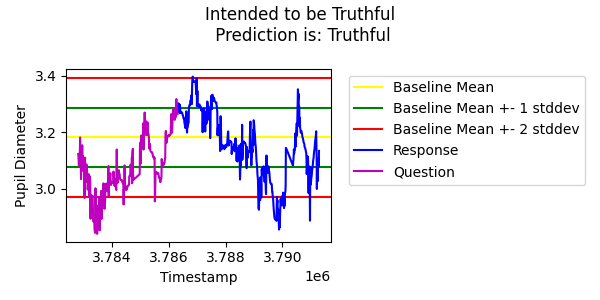 Intended to be Truthful
Prediction is: Truthful
3.4
3.2
3.0
Pupil Diameter
3.784
3.786
3.788
3.790
1e6
Timestamp
Baseline Mean
Baseline Mean +- 1 stddev
Baseline Mean +- 2 stddev
Response
Question